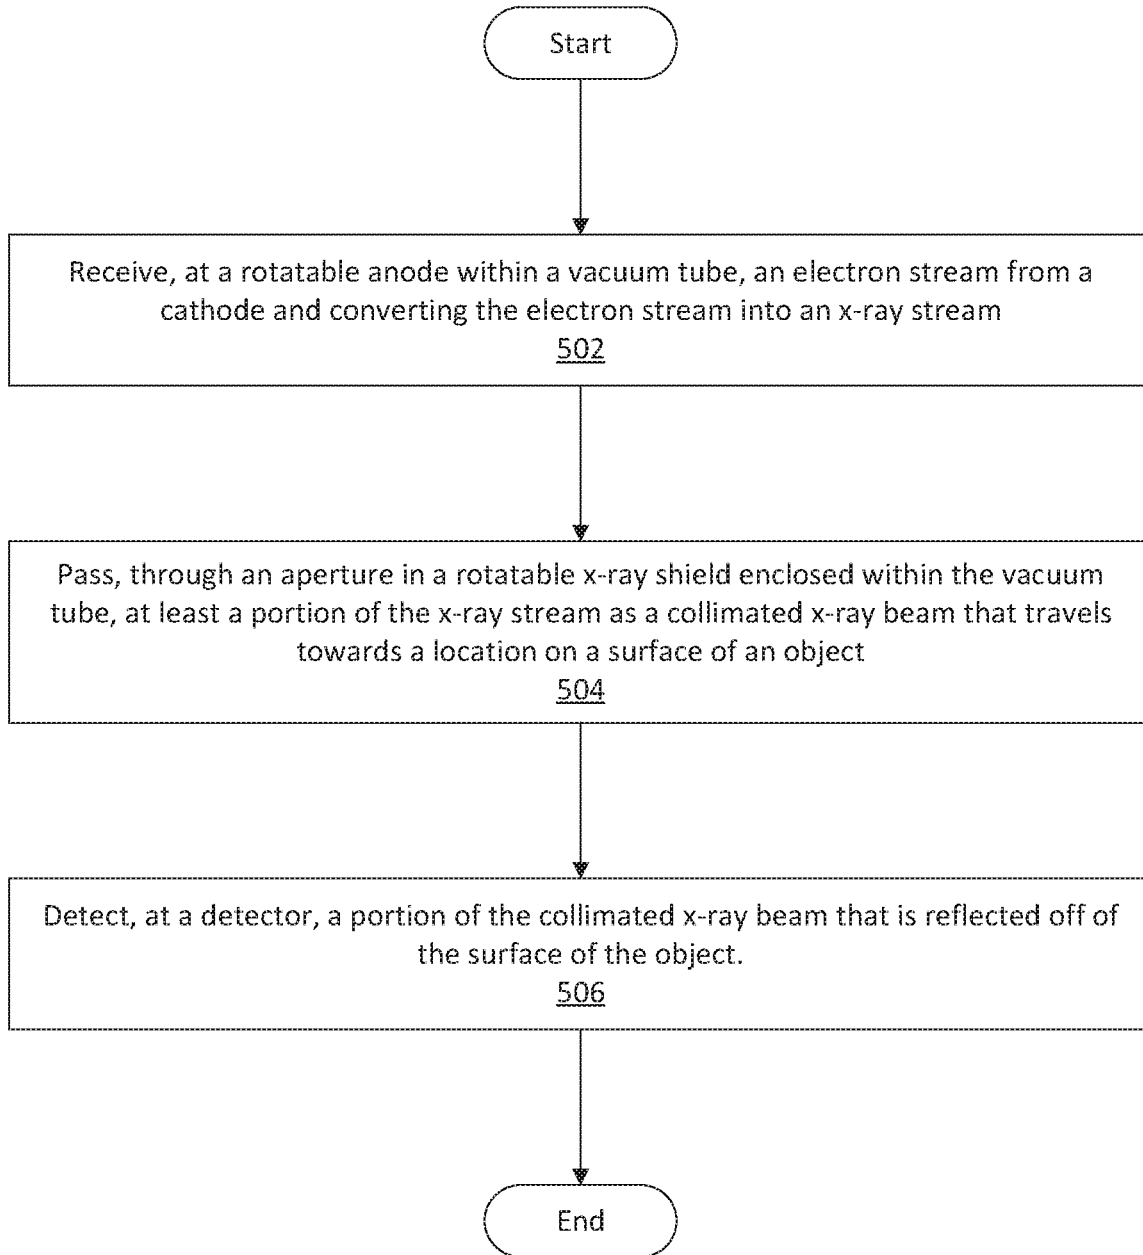 Start
Receive, at a rotatable anode within a vacuum tube, an electron stream from a
cathode and converting the electron stream into an x-ray stream
502
Pass, through an aperture in a rotatable x-ray shield enclosed within the vacuum
tube, at least a portion of the x-ray stream as a collimated x-ray beam that travels
towards a location on a surface of an object
504
Detect, at a detector, a portion of the collimated x-ray beam that is reflected off of
the surface of the object.
506
End